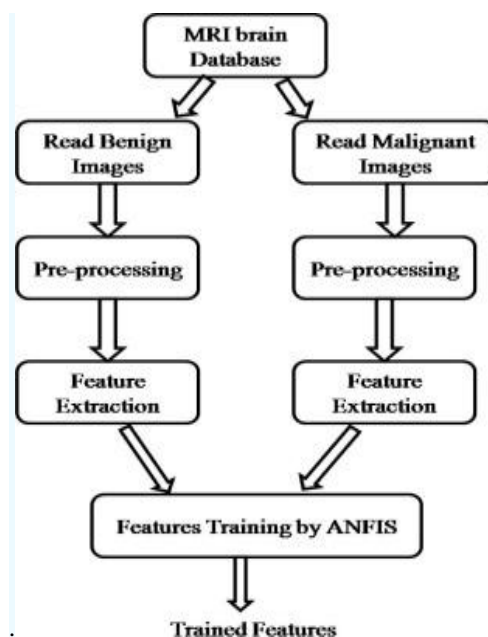 MRI brain
Database
Read Benign
Images
Read Malignant
Images
Pre-processing
Pre-processing
Feature
Extraction
Feature
Extraction
Features Training by ANFIS
.
Trained Features